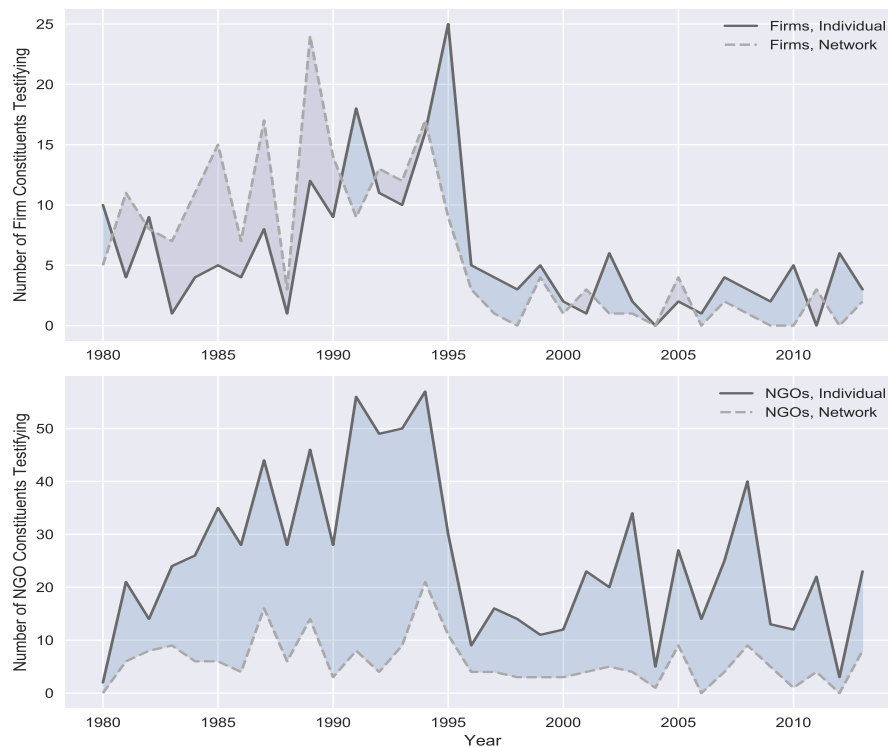 Number of Firm Constituents Testifying
25
20
15
10
5
0
Firms, Individual
Firms, Network
1980 1985 1990 1995 2000 2005 2010
Number of NGO Constituents Testifying
50
40
30
20
10
0
NGOs, Individual
NGOs, Network
1980 1985 1990 1995 2000 2005 2010
Year